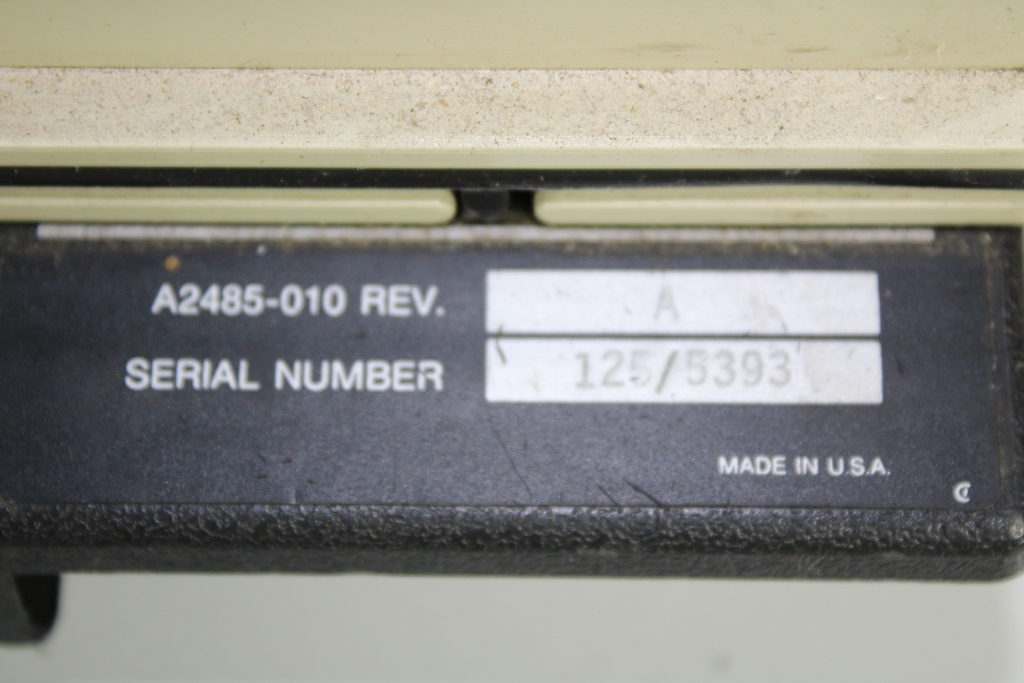 A2485-010 REV. A
SERIAL NUMBER 125/5393
MADE IN U.S.A.